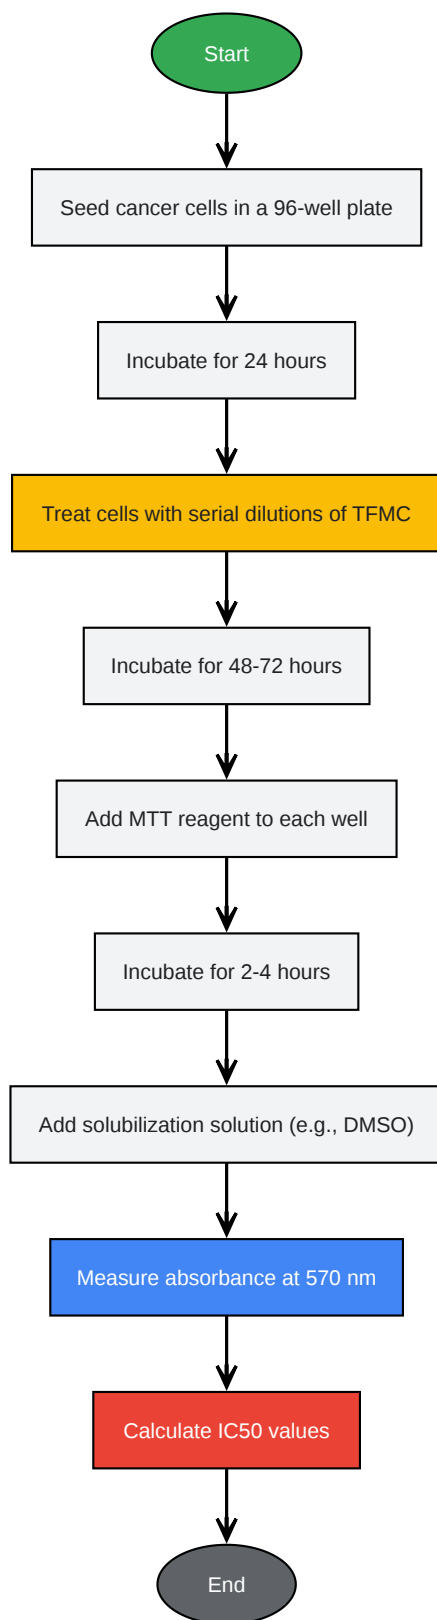 Start
Seed cancer cells in a 96-well plate
Incubate for 24 hours
Treat cells with serial dilutions of TFMC
Incubate for 48-72 hours
Add MTT reagent to each well
Incubate for 2-4 hours
Add solubilization solution (e.g., DMSO)
Measure absorbance at 570 nm
Calculate IC50 values
End